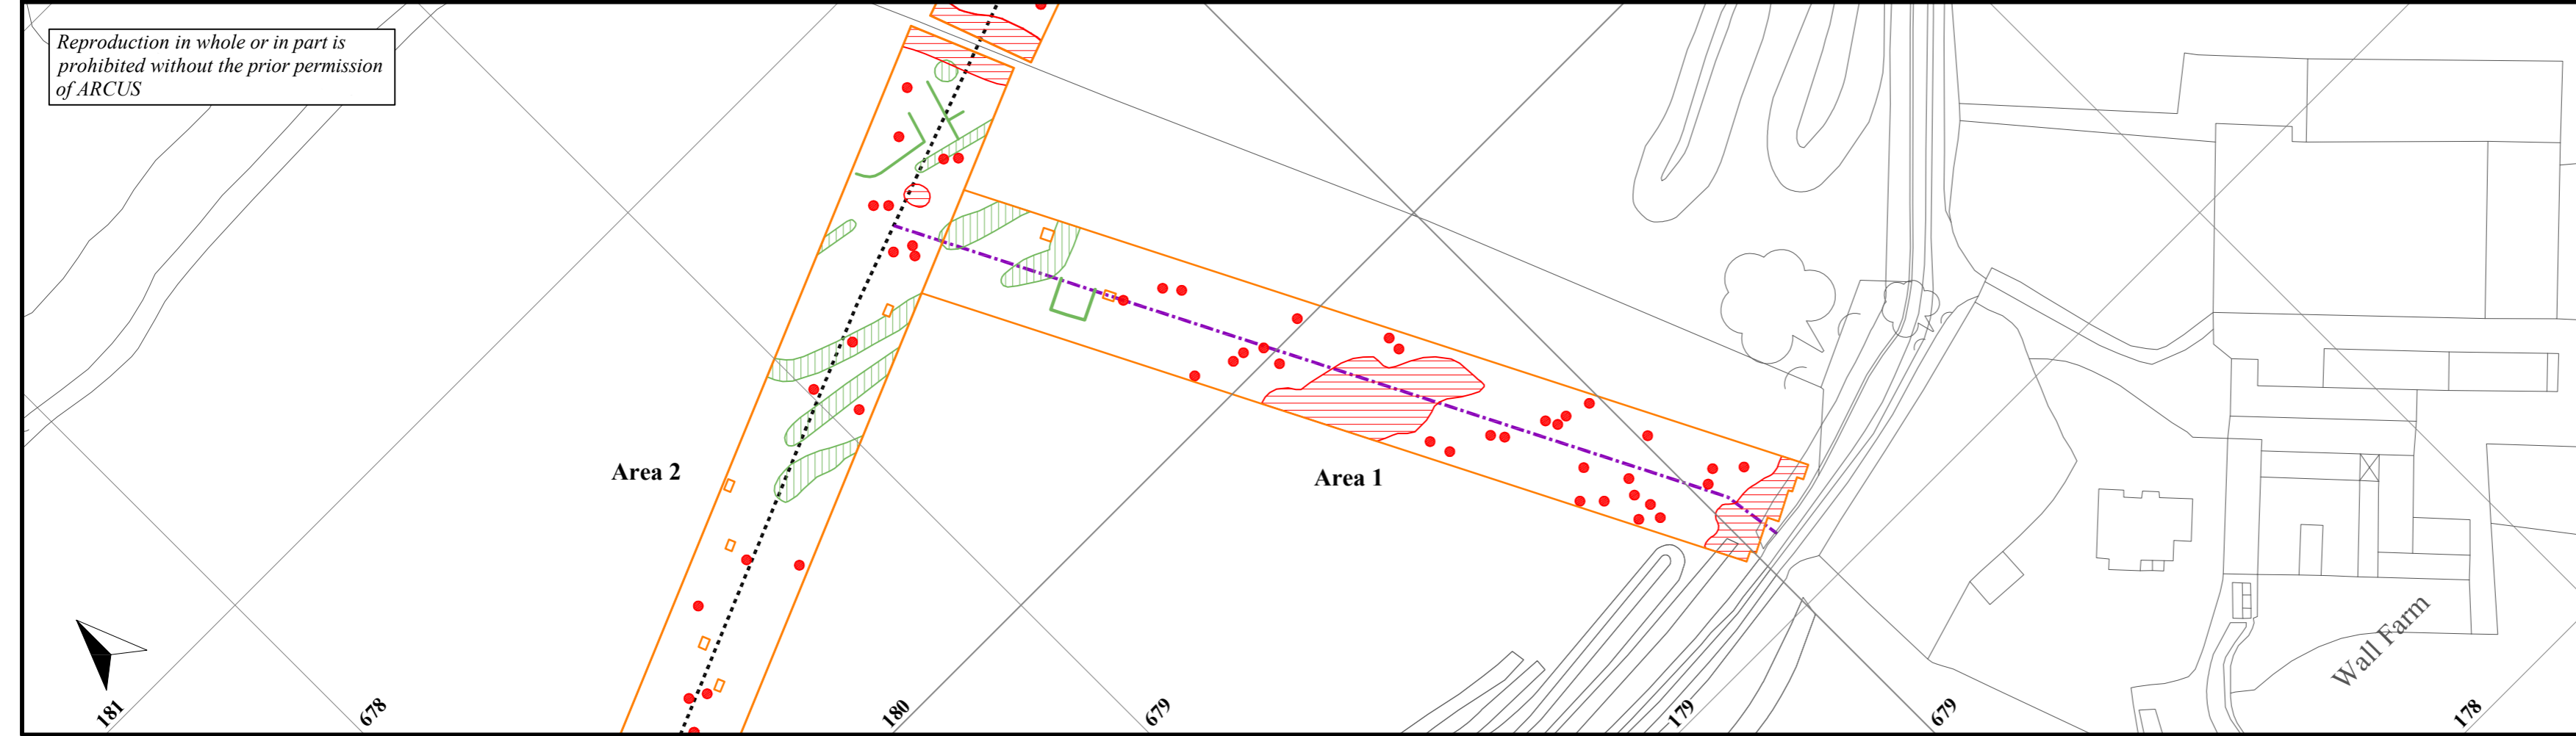 Reproduction in whole or in part is
prohibited without the prior permission
of ARCUS
Area 2
Area 1
Wall Farm
181
678
180
679
179
679
178